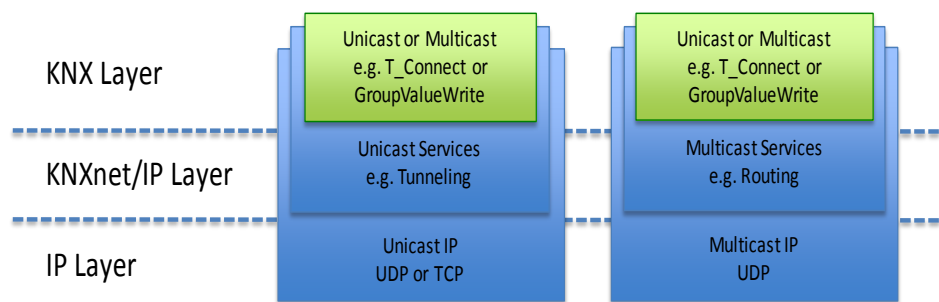 KNX Layer
Unicast or Multicast
e.g. T_Connect or
GroupValueWrite
Unicast or Multicast
e.g. T_Connect or
GroupValueWrite
KNXnet/IP Layer
Unicast Services
e.g. Tunneling
Multicast Services
e.g. Routing
IP Layer
Unicast IP
UDP or TCP
Multicast IP
UDP